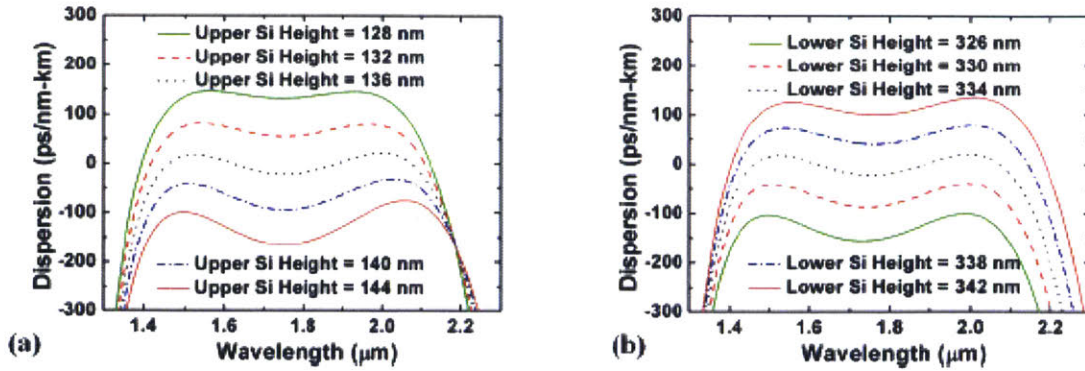 300
200
100
0
-100
-200
-300
Dispersion (ps/nm-km)
Upper Si Height = 128 nm
Upper Si Height = 132 nm
Upper Si Height = 136 nm
Upper Si Height = 140 nm
Upper Si Height = 144 nm
1.4 1.6 1.8 2.0 2.2
Wavelength (μm)
(a)
300
200
100
0
-100
-200
-300
Dispersion (ps/nm-km)
Lower Si Height = 326 nm
Lower Si Height = 330 nm
Lower Si Height = 334 nm
Lower Si Height = 338 nm
Lower Si Height = 342 nm
1.4 1.6 1.8 2.0 2.2
Wavelength (μm)
(b)